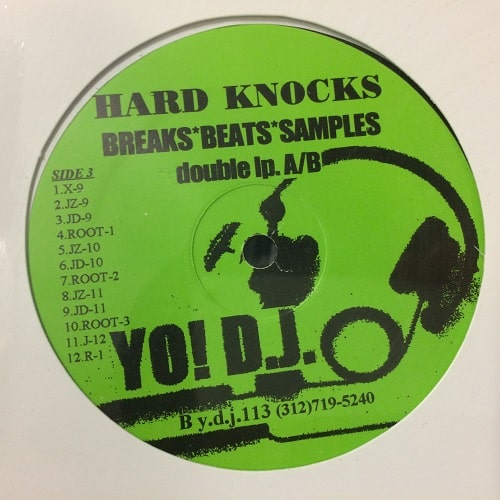 HARD KNOCKS
BREAKS*BEATS*SAMPLES
double lp. A/B
SIDE 3
1.X-9
2.JZ-9
3.JD-9
4.ROOT-1
5.JZ-10
6.JD-10
7.ROOT-2
8.JZ-11
9.JD-11
10.ROOT-3
11.J-12
12.R-1
YO! D.J.
B y.d.j.113 (312)719-5240